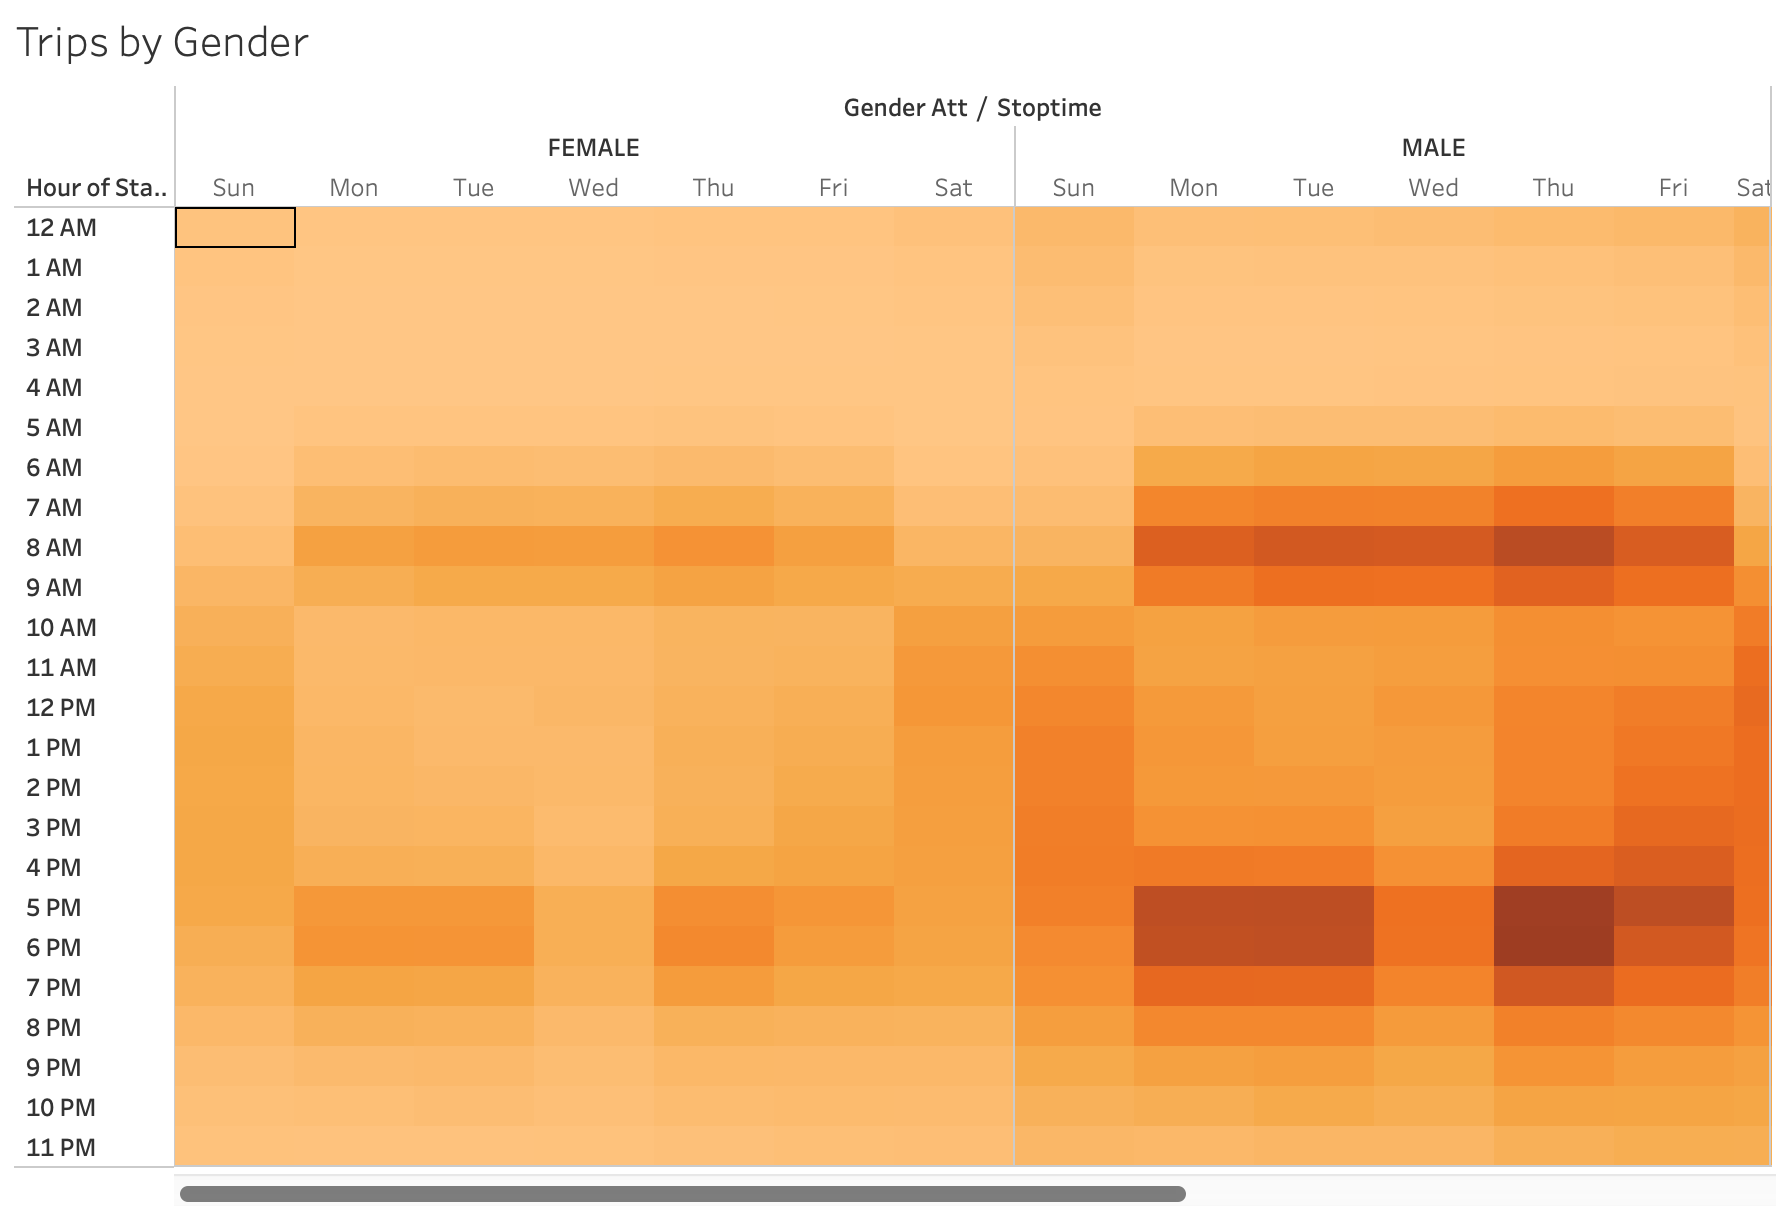 Trips by Gender
Gender Att / Stoptime
FEMALE MALE
Hour of Sta.. Sun Mon Tue Wed Thu Fri Sat Sun Mon Tue Wed Thu Fri Sat
12 AM
1 AM
2 AM
3 AM
4 AM
5 AM
6 AM
7 AM
8 AM
9 AM
10 AM
11 AM
12 PM
1 PM
2 PM
3 PM
4 PM
5 PM
6 PM
7 PM
8 PM
9 PM
10 PM
11 PM